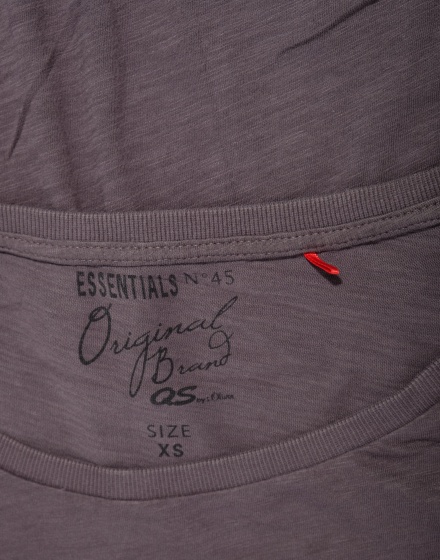 ESSENTIALS N°45
Original
Brand
QS by s.Oliver
SIZE
XS